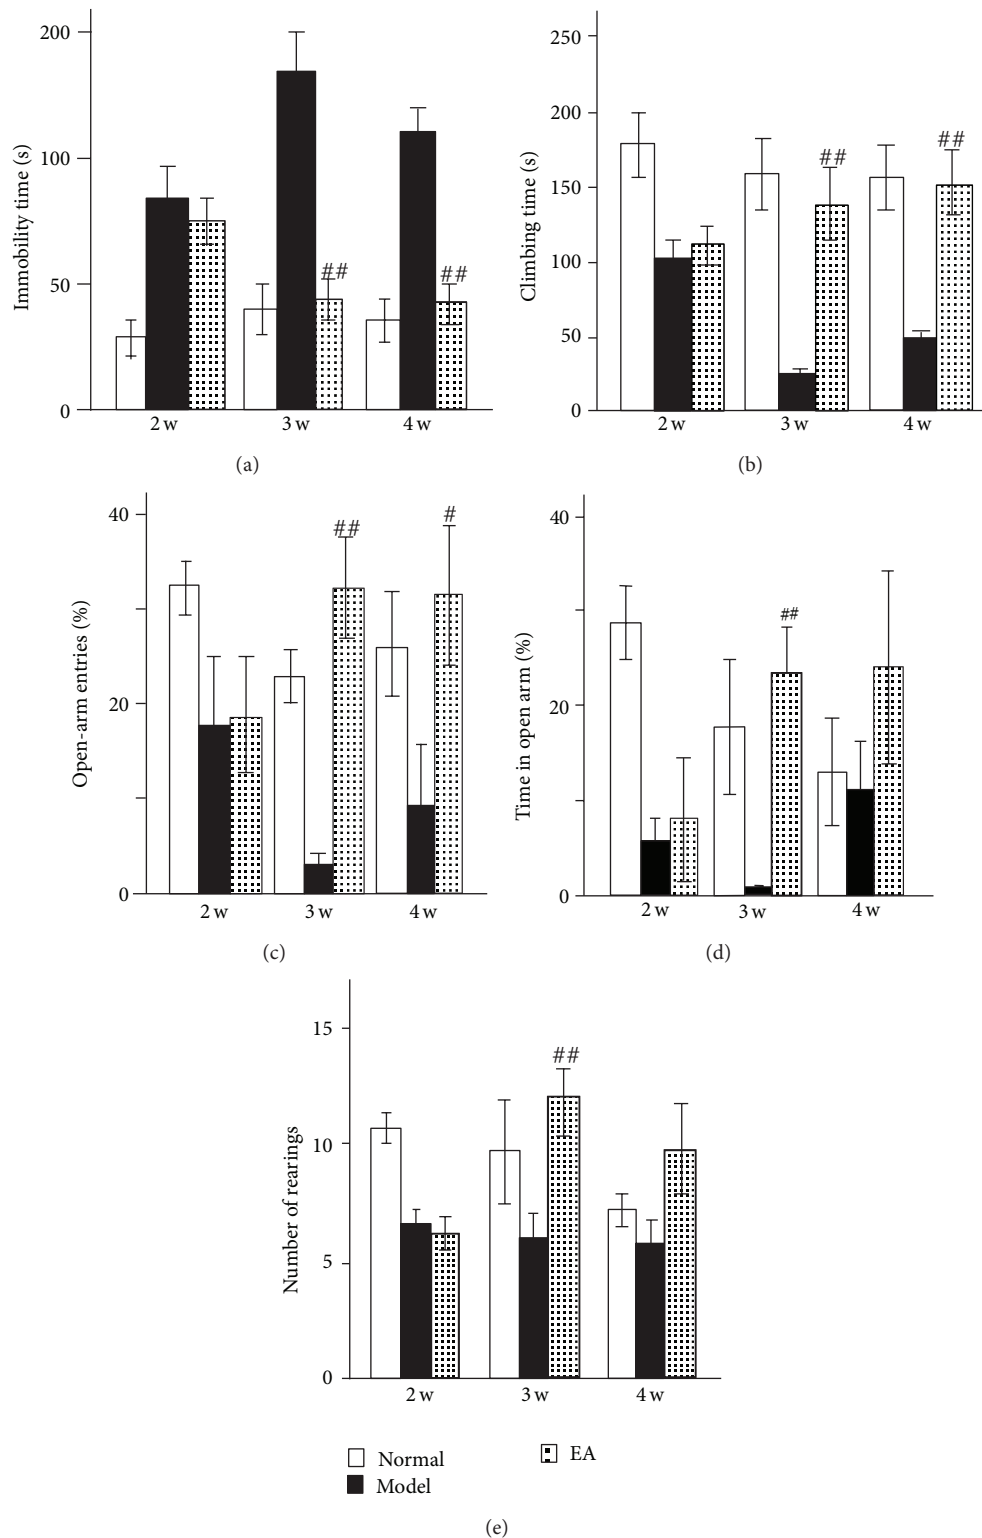 200
100
50
0
Immobility time (s)
##
##
2 w
3 w
4 w
(a)
250
200
150
100
50
0
Climbing time (s)
##
##
2 w
3 w
4 w
(b)
40
20
0
Open-arm entries (%)
##
#
2 w
3 w
4 w
(c)
40
20
0
Time in open arm (%)
##
2 w
3 w
4 w
(d)
15
10
5
0
Number of rearings
##
2 w
3 w
4 w
Normal
Model
EA
(e)